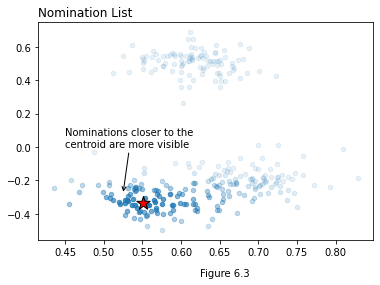 Nomination List
0.6
0.4
0.2
0.0
−0.2
−0.4
Nominations closer to the
centroid are more visible
0.45 0.50 0.55 0.60 0.65 0.70 0.75 0.80
Figure 6.3